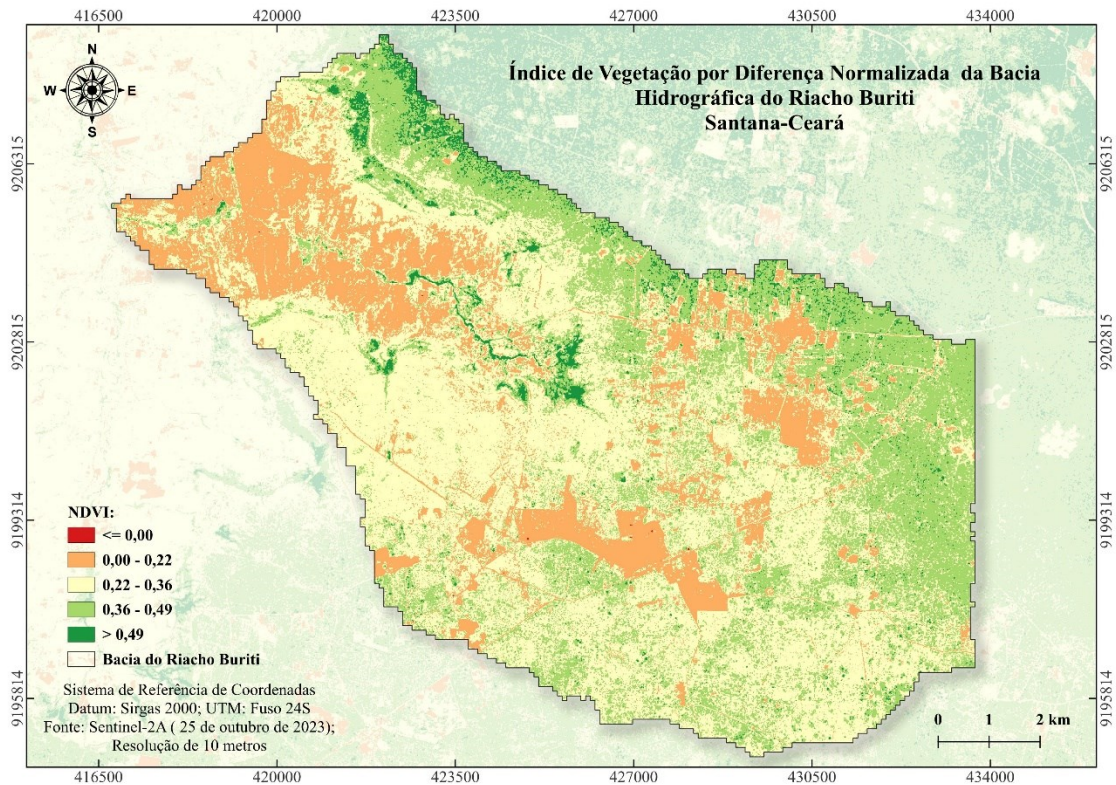 416500 420000 423500 427000 430500 434000
N
W E
S
Índice de Vegetação por Diferença Normalizada da Bacia
Hidrográfica do Riacho Buriti
Santana-Ceará
9206315 9206315
9202815 9202815
9199314 9199314
9195814 9195814
NDVI:
<= 0,00
0,00 - 0,22
0,22 - 0,36
0,36 - 0,49
> 0,49
Bacia do Riacho Buriti
Sistema de Referência de Coordenadas
Datum: Sirgas 2000; UTM: Fuso 24S
Fonte: Sentinel-2A ( 25 de outubro de 2023);
Resolução de 10 metros
0 1 2 km
416500 420000 423500 427000 430500 434000